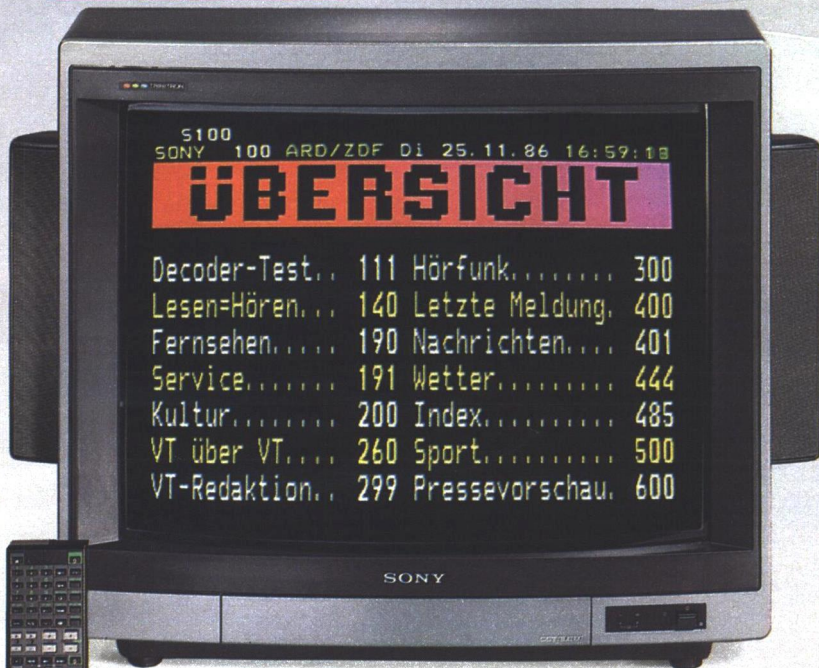 TRINITRON
S100
SONY 100 ARD/ZDF Di 25.11.86 16:59:18
ÜBERSICHT
Decoder-Test.. 111 Hörfunk........ 300
Lesen=Hören... 140 Letzte Meldung. 400
Fernsehen..... 190 Nachrichten.... 401
Service....... 191 Wetter......... 444
Kultur........ 200 Index.......... 485
VT über VT.... 260 Sport.......... 500
VT-Redaktion.. 299 Pressevorschau. 600
SONY